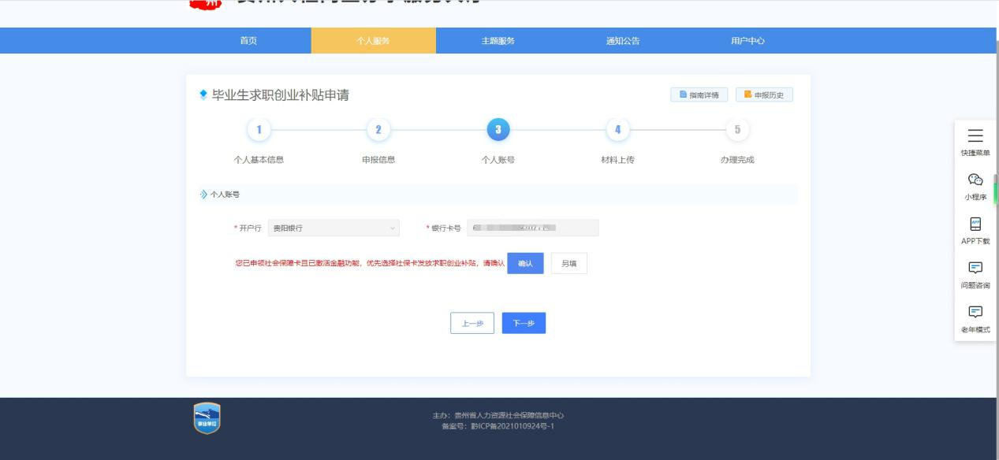 首页 个人服务 主题服务 通知公告 用户中心
毕业生求职创业补贴申请 指南详情 申报历史
1 2 3 4 5
个人基本信息 申报信息 个人账号 材料上传 办理完成
个人账号
* 开户行 贵阳银行 * 银行卡号
您已申领社会保障卡且已激活金融功能，优先选择社保卡发放求职创业补贴，请确认 确认 另填
上一步 下一步
快捷菜单
小程序
APP
APP下载
问题咨询
老年模式
事业单位
主办：贵州省人力资源社会保障信息中心
备案号：黔ICP备2021010924号-1